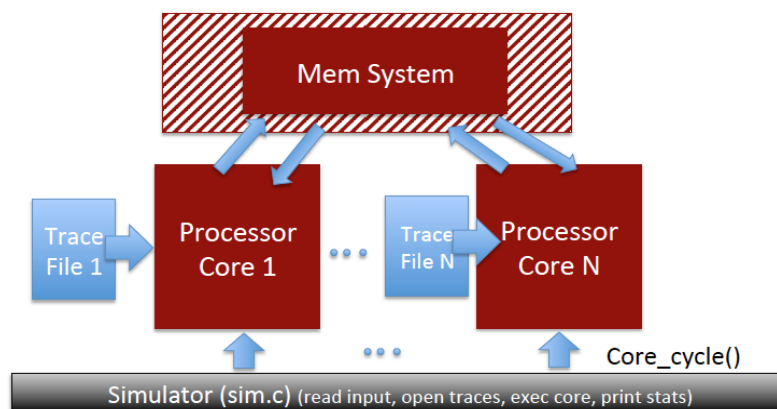 Mem System
Trace
File 1
Processor
Core 1
Trace
File N
Processor
Core N
Core_cycle()
Simulator (sim.c) (read input, open traces, exec core, print stats)